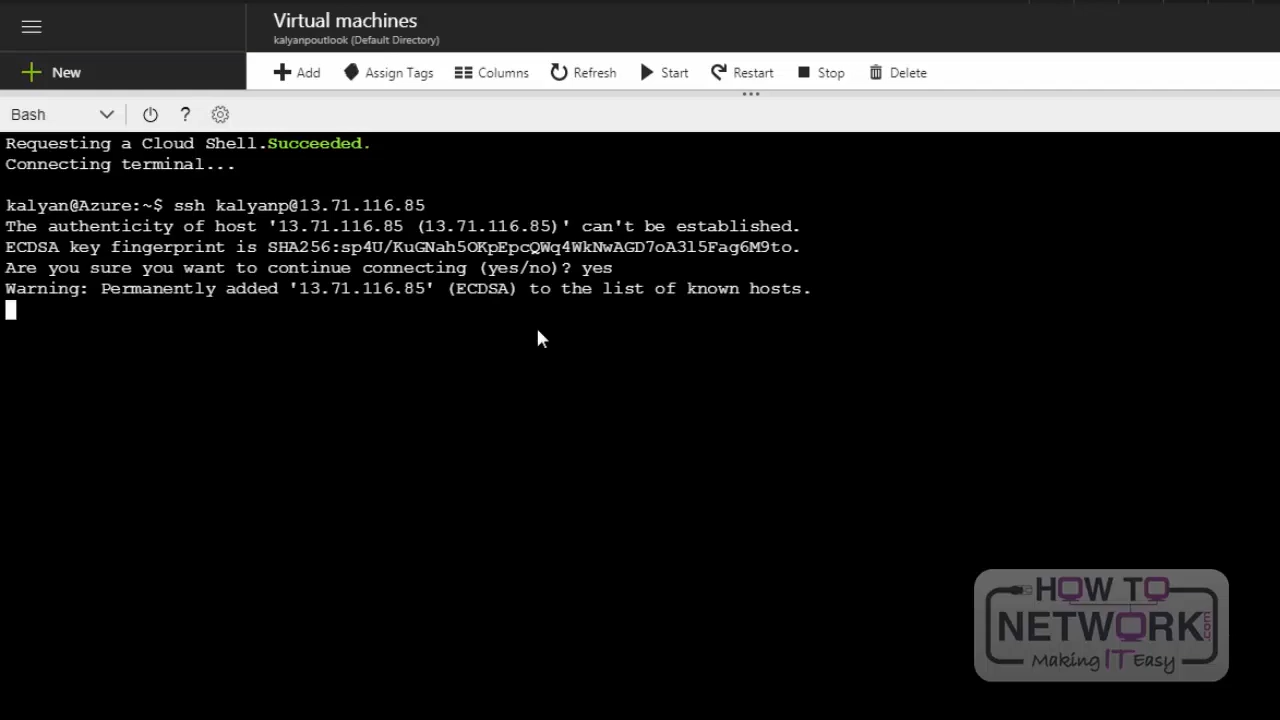 Virtual machines
kalyanpoutlook (Default Directory)
New
Add Assign Tags Columns Refresh Start Restart Stop Delete
Bash
?
Requesting a Cloud Shell.Succeeded.
Connecting terminal...
kalyan@Azure:~$ ssh kalyanp@13.71.116.85
The authenticity of host '13.71.116.85 (13.71.116.85)' can't be established.
ECDSA key fingerprint is SHA256:sp4U/KuGNah5OKpEpcQWq4WkNwAGD7oA3l5Fag6M9to.
Are you sure you want to continue connecting (yes/no)? yes
Warning: Permanently added '13.71.116.85' (ECDSA) to the list of known hosts.
HOW TO
NETWORK.com
Making IT Easy